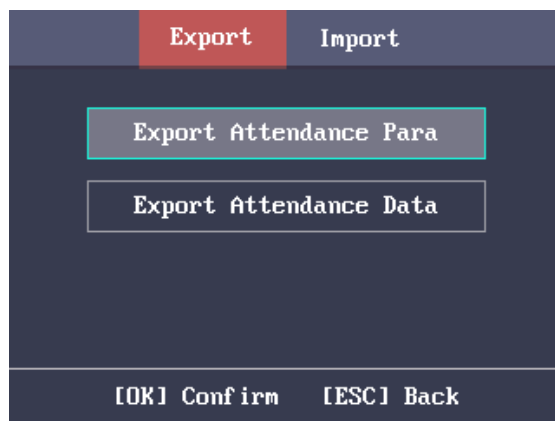 Export Import
Export Attendance Para
Export Attendance Data
[OK] Confirm [ESC] Back